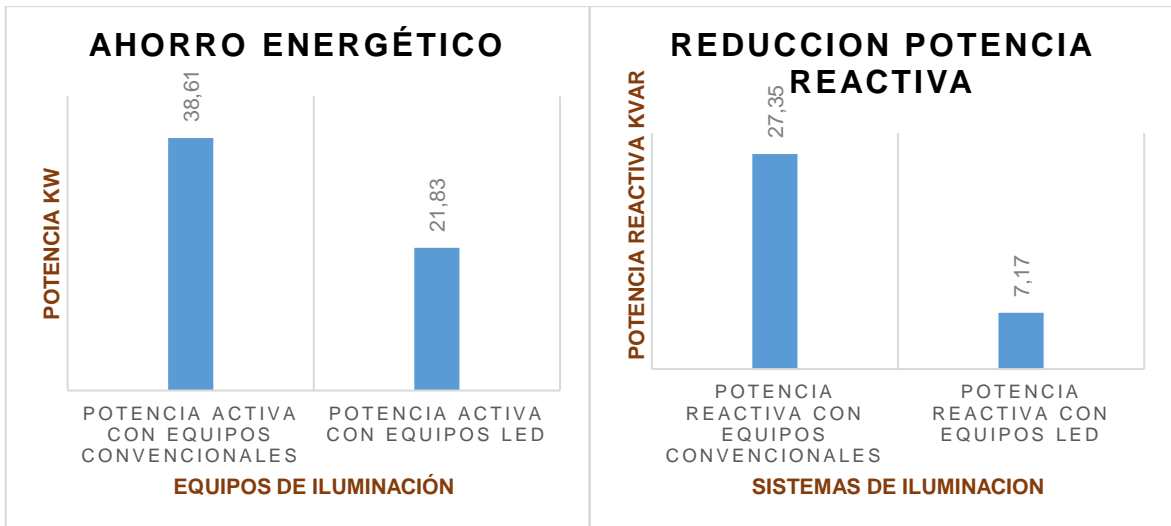 AHORRO ENERGÉTICO
POTENCIA KW
38,61
21,83
POTENCIA ACTIVA
CON EQUIPOS
CONVENCIONALES
POTENCIA ACTIVA
CON EQUIPOS LED
EQUIPOS DE ILUMINACIÓN
REDUCCION POTENCIA
REACTIVA
POTENCIA REACTIVA KVAR
27,35
7,17
POTENCIA
REACTIVA CON
EQUIPOS
CONVENCIONALES
POTENCIA
REACTIVA CON
EQUIPOS LED
SISTEMAS DE ILUMINACION